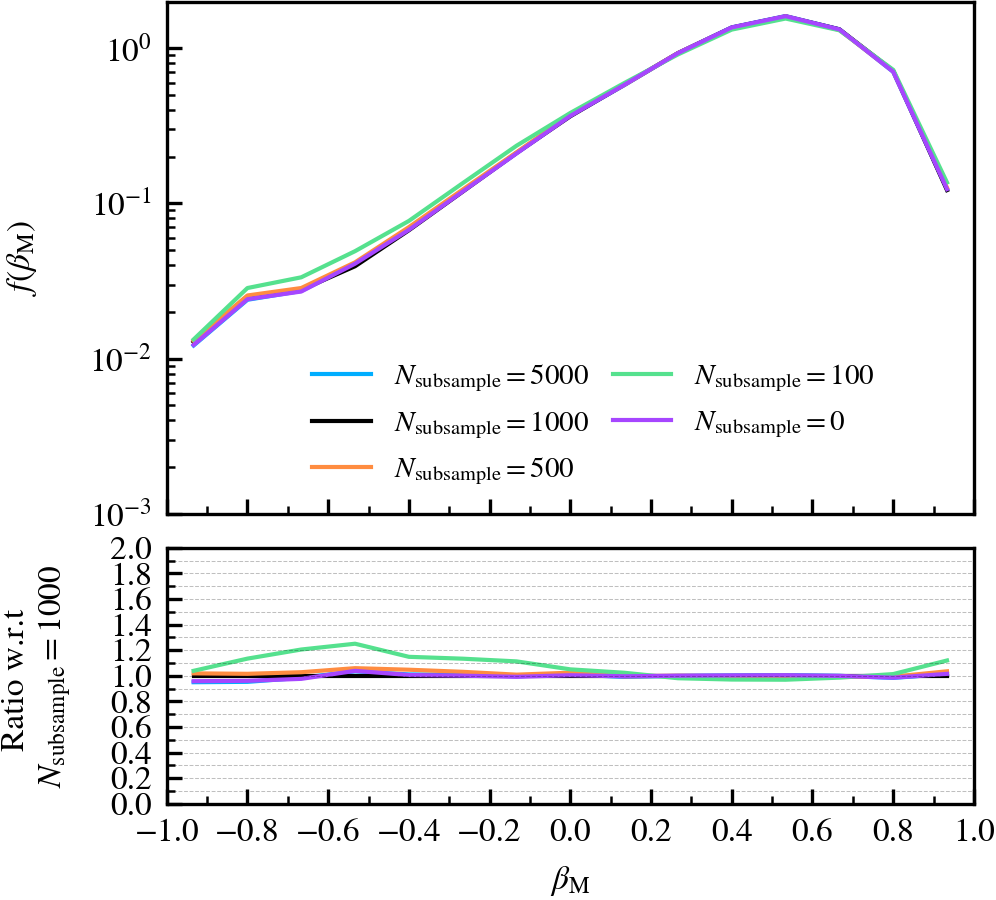 10⁰
10⁻¹
10⁻²
10⁻³
f(β_M)
N_subsample = 5000
N_subsample = 1000
N_subsample = 500
N_subsample = 100
N_subsample = 0
2.0
1.8
1.6
1.4
1.2
1.0
0.8
0.6
0.4
0.2
0.0
Ratio w.r.t
N_subsample = 1000
−1.0 −0.8 −0.6 −0.4 −0.2 0.0 0.2 0.4 0.6 0.8 1.0
β_M